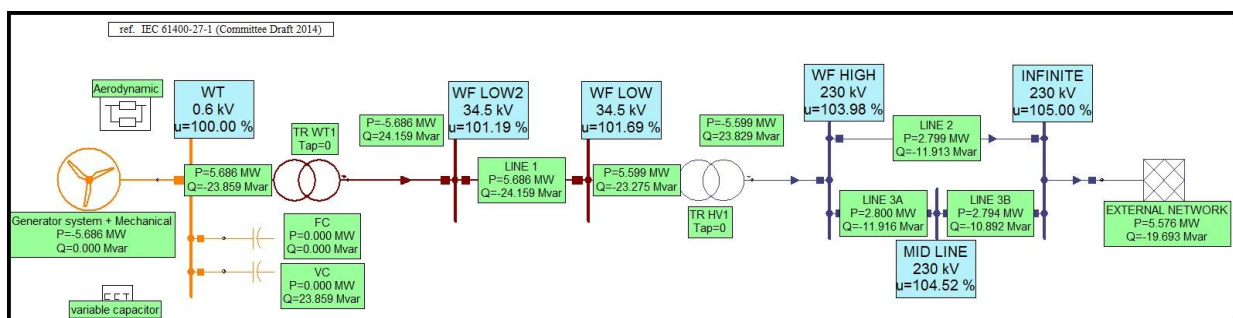 ref. IEC 61400-27-1 (Committee Draft 2014)
Aerodynamic
WT
0.6 kV
u=100.00 %
TR WT1
Tap=0
P=-5.686 MW
Q=24.159 Mvar
WF LOW2
34.5 kV
u=101.19 %
WF LOW
34.5 kV
u=101.69 %
P=-5.599 MW
Q=23.829 Mvar
WF HIGH
230 kV
u=103.98 %
INFINITE
230 kV
u=105.00 %
LINE 2
P=2.799 MW
Q=-11.913 Mvar
P=5.686 MW
Q=-23.859 Mvar
LINE 1
P=5.686 MW
Q=-24.159 Mvar
P=5.599 MW
Q=-23.275 Mvar
TR HV1
Tap=0
LINE 3A
P=2.800 MW
Q=-11.916 Mvar
LINE 3B
P=2.794 MW
Q=-10.892 Mvar
EXTERNAL NETWORK
P=5.576 MW
Q=-19.693 Mvar
Generator system + Mechanical
P=-5.686 MW
Q=0.000 Mvar
FC
P=0.000 MW
Q=0.000 Mvar
MID LINE
230 kV
u=104.52 %
VC
P=0.000 MW
Q=23.859 Mvar
variable capacitor